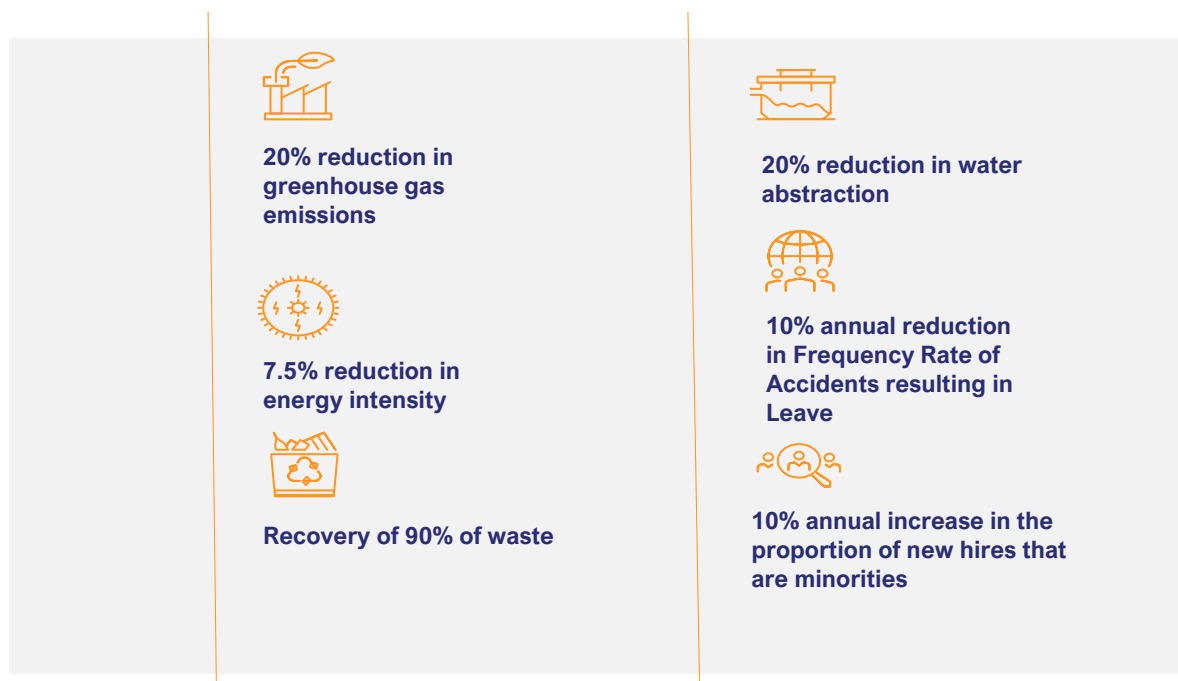 20% reduction in
greenhouse gas
emissions
7.5% reduction in
energy intensity
Recovery of 90% of waste
20% reduction in water
abstraction
10% annual reduction
in Frequency Rate of
Accidents resulting in
Leave
10% annual increase in the
proportion of new hires that
are minorities